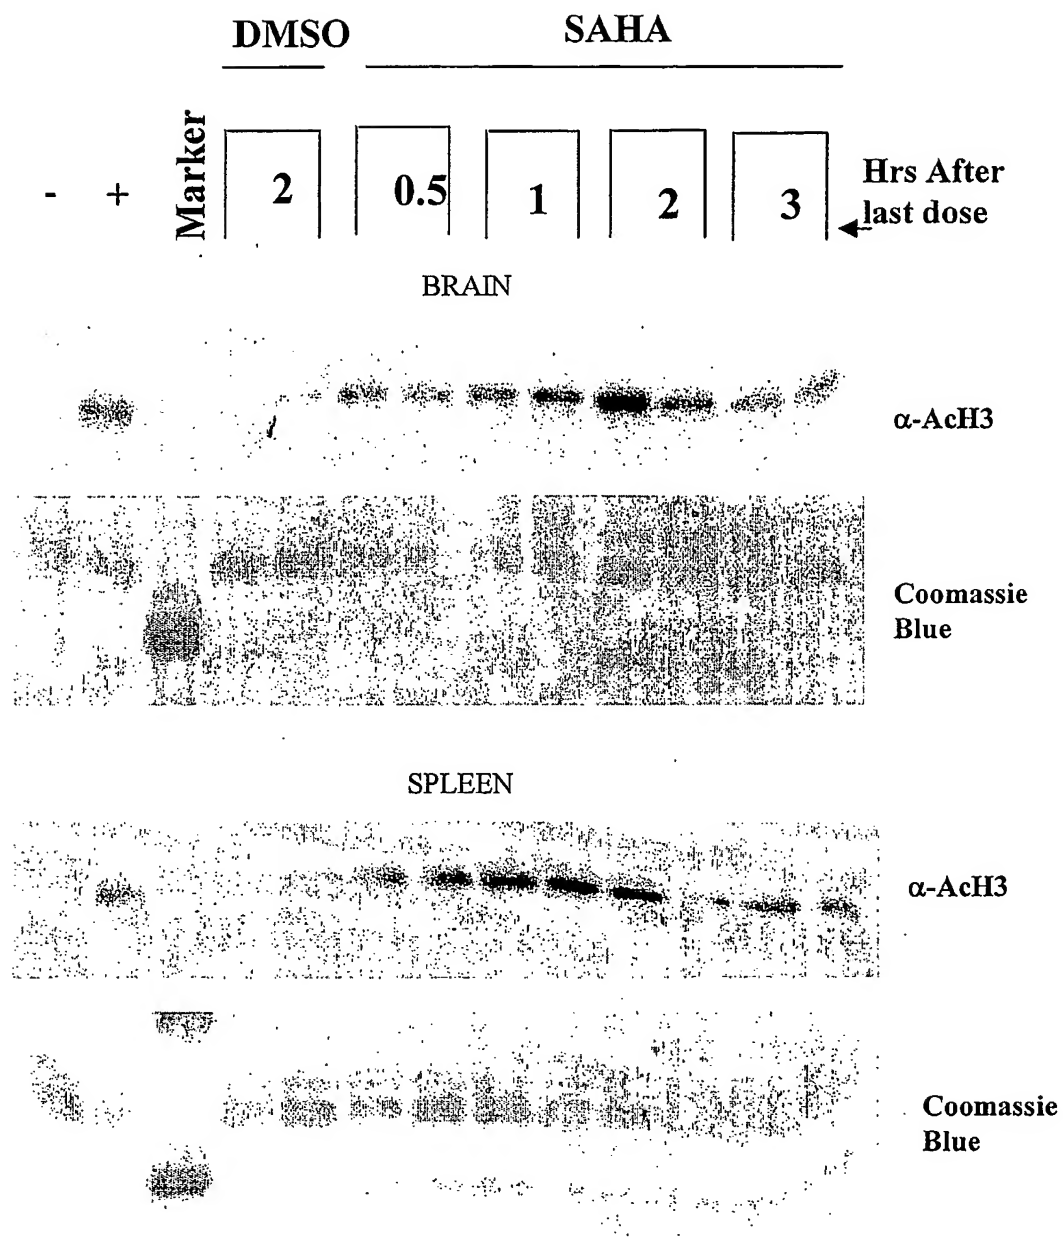 DMSO SAHA
- + Marker 2 0.5 1 2 3 Hrs After
last dose
BRAIN
α-AcH3
Coomassie
Blue
SPLEEN
α-AcH3
Coomassie
Blue